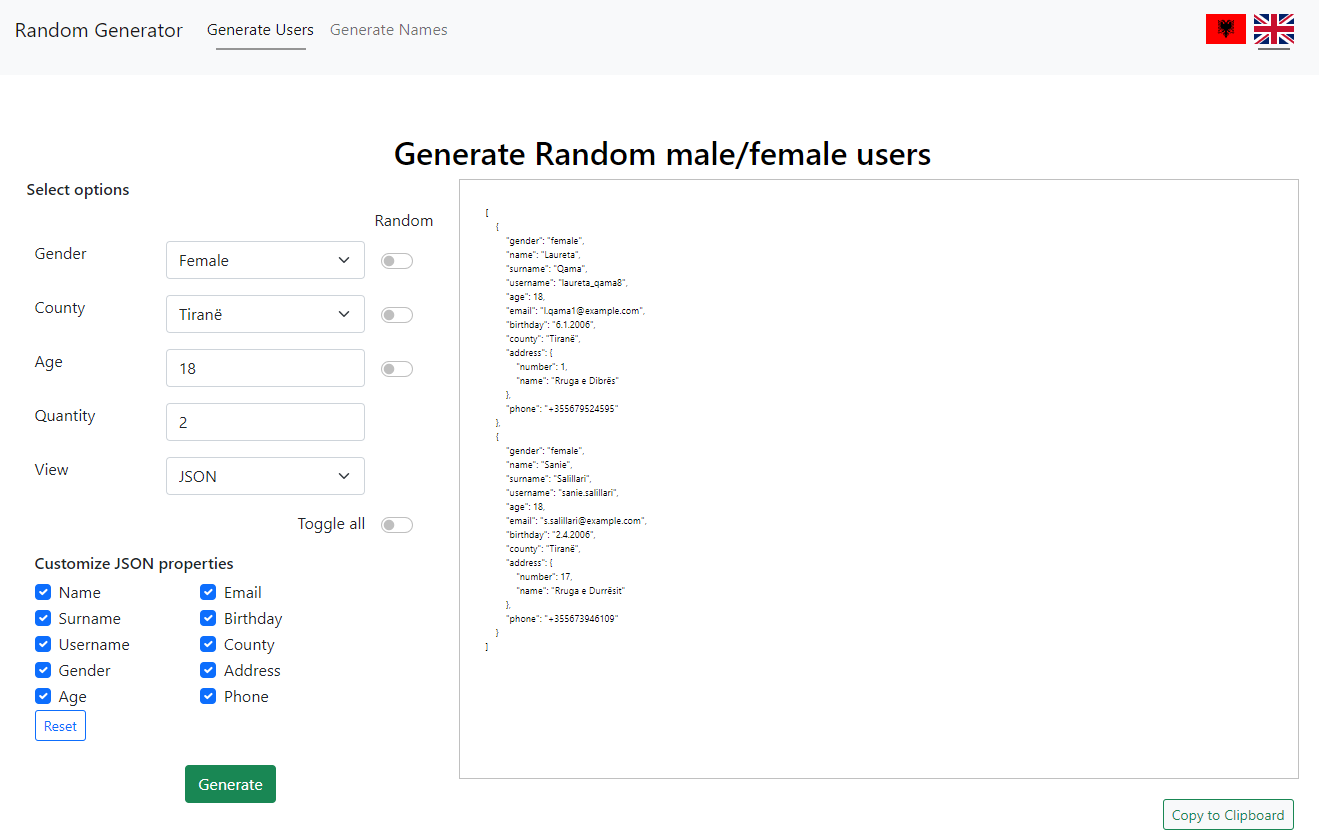 Random Generator Generate Users Generate Names
Generate Random male/female users
Select options
Random
Gender Female
County Tiranë
Age 18
Quantity 2
View JSON
Toggle all
Customize JSON properties
Name Email
Surname Birthday
Username County
Gender Address
Age Phone
Reset
Generate
[
{
"gender": "female",
"name": "Laureta",
"surname": "Qama",
"username": "laureta_qama8",
"age": 18,
"email": "l.qama1@example.com",
"birthday": "6.1.2006",
"county": "Tiranë",
"address": {
"number": 1,
"name": "Rruga e Dibrës"
},
"phone": "+355679524595"
},
{
"gender": "female",
"name": "Sanie",
"surname": "Salillari",
"username": "sanie.salillari",
"age": 18,
"email": "s.salillari@example.com",
"birthday": "2.4.2006",
"county": "Tiranë",
"address": {
"number": 17,
"name": "Rruga e Durrësit"
},
"phone": "+355673946109"
}
]
Copy to Clipboard